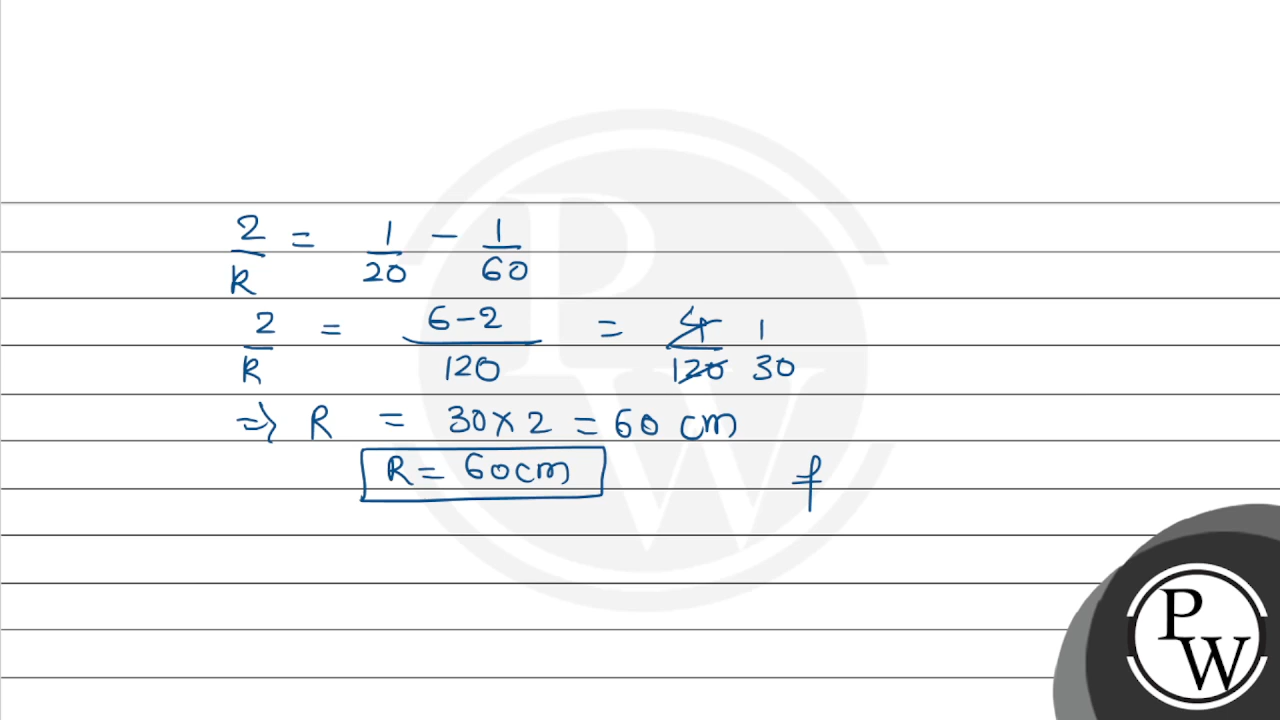 2/R = 1/20 - 1/60
2/R = 6-2/120 = 4/120 1/30
=> R = 30×2 = 60 cm
R = 60cm
PW
PW